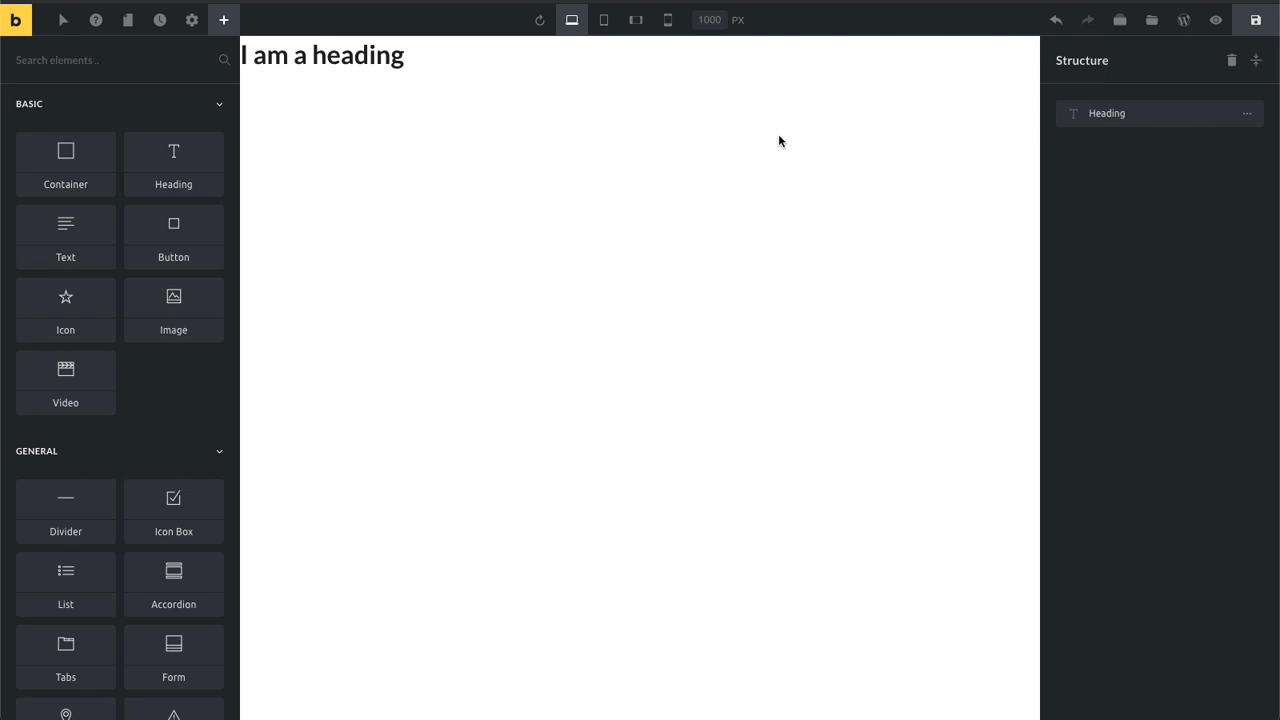 b
1000 PX
I am a heading
Search elements ..
Structure
BASIC
Heading
Container
Heading
Text
Button
Icon
Image
Video
GENERAL
Divider
Icon Box
List
Accordion
Tabs
Form